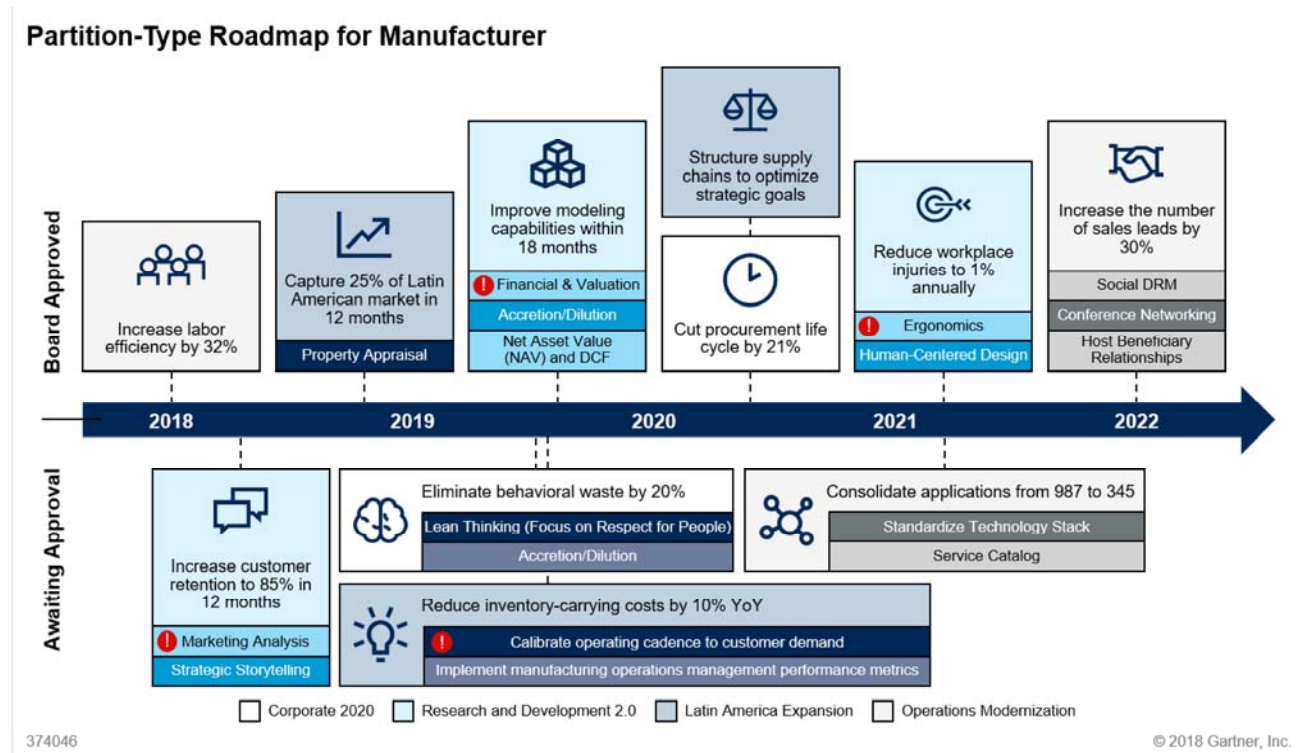 Partition-Type Roadmap for Manufacturer
Board Approved
Increase labor
efficiency by 32%
Capture 25% of Latin
American market in
12 months
Property Appraisal
Improve modeling
capabilities within
18 months
Financial & Valuation
Accretion/Dilution
Net Asset Value
(NAV) and DCF
Structure supply
chains to optimize
strategic goals
Cut procurement life
cycle by 21%
Reduce workplace
injuries to 1%
annually
Ergonomics
Human-Centered Design
Increase the number
of sales leads by
30%
Social DRM
Conference Networking
Host Beneficiary
Relationships
2018 2019 2020 2021 2022
Awaiting Approval
Increase customer
retention to 85% in
12 months
Marketing Analysis
Strategic Storytelling
Eliminate behavioral waste by 20%
Lean Thinking (Focus on Respect for People)
Accretion/Dilution
Reduce inventory-carrying costs by 10% YoY
Calibrate operating cadence to customer demand
Implement manufacturing operations management performance metrics
Consolidate applications from 987 to 345
Standardize Technology Stack
Service Catalog
Corporate 2020 Research and Development 2.0 Latin America Expansion Operations Modernization
374046 © 2018 Gartner, Inc.